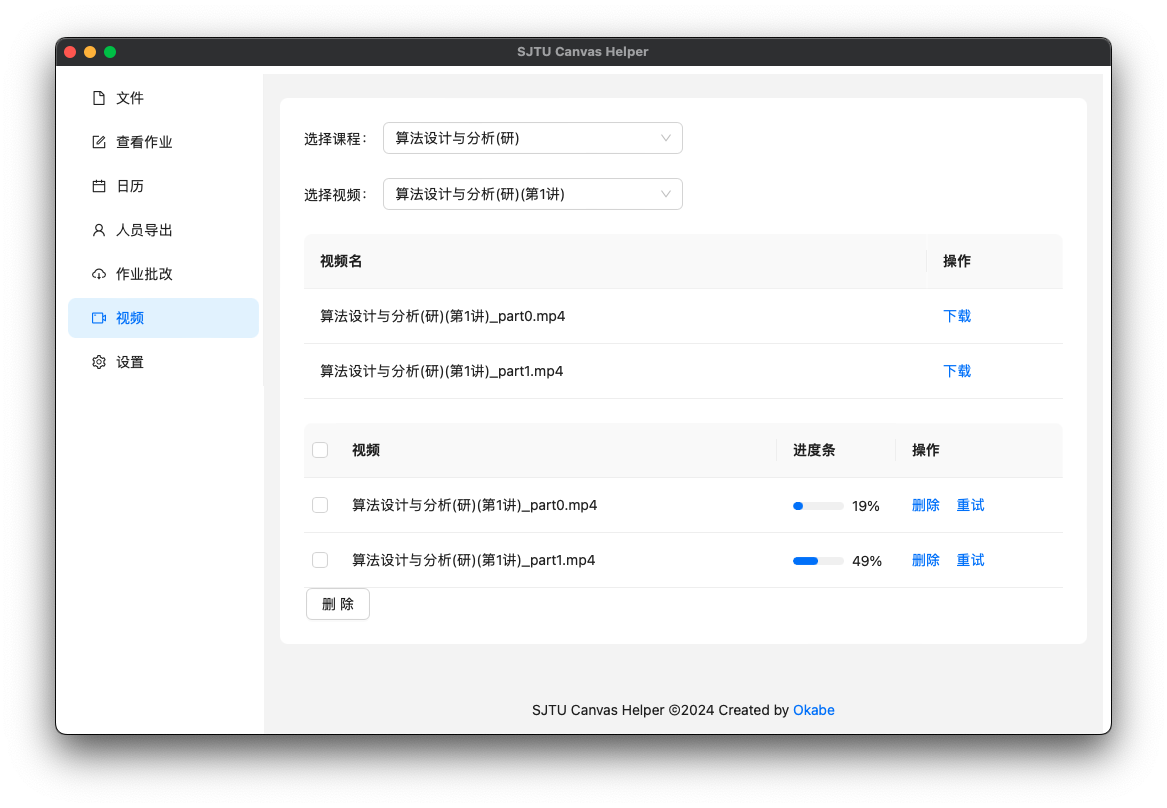 SJTU Canvas Helper
文件
查看作业
日历
人员导出
作业批改
视频
设置
选择课程: 算法设计与分析(研)
选择视频: 算法设计与分析(研)(第1讲)
视频名 操作
算法设计与分析(研)(第1讲)_part0.mp4 下载
算法设计与分析(研)(第1讲)_part1.mp4 下载
视频 进度条 操作
算法设计与分析(研)(第1讲)_part0.mp4 19% 删除 重试
算法设计与分析(研)(第1讲)_part1.mp4 49% 删除 重试
删 除
SJTU Canvas Helper ©2024 Created by Okabe